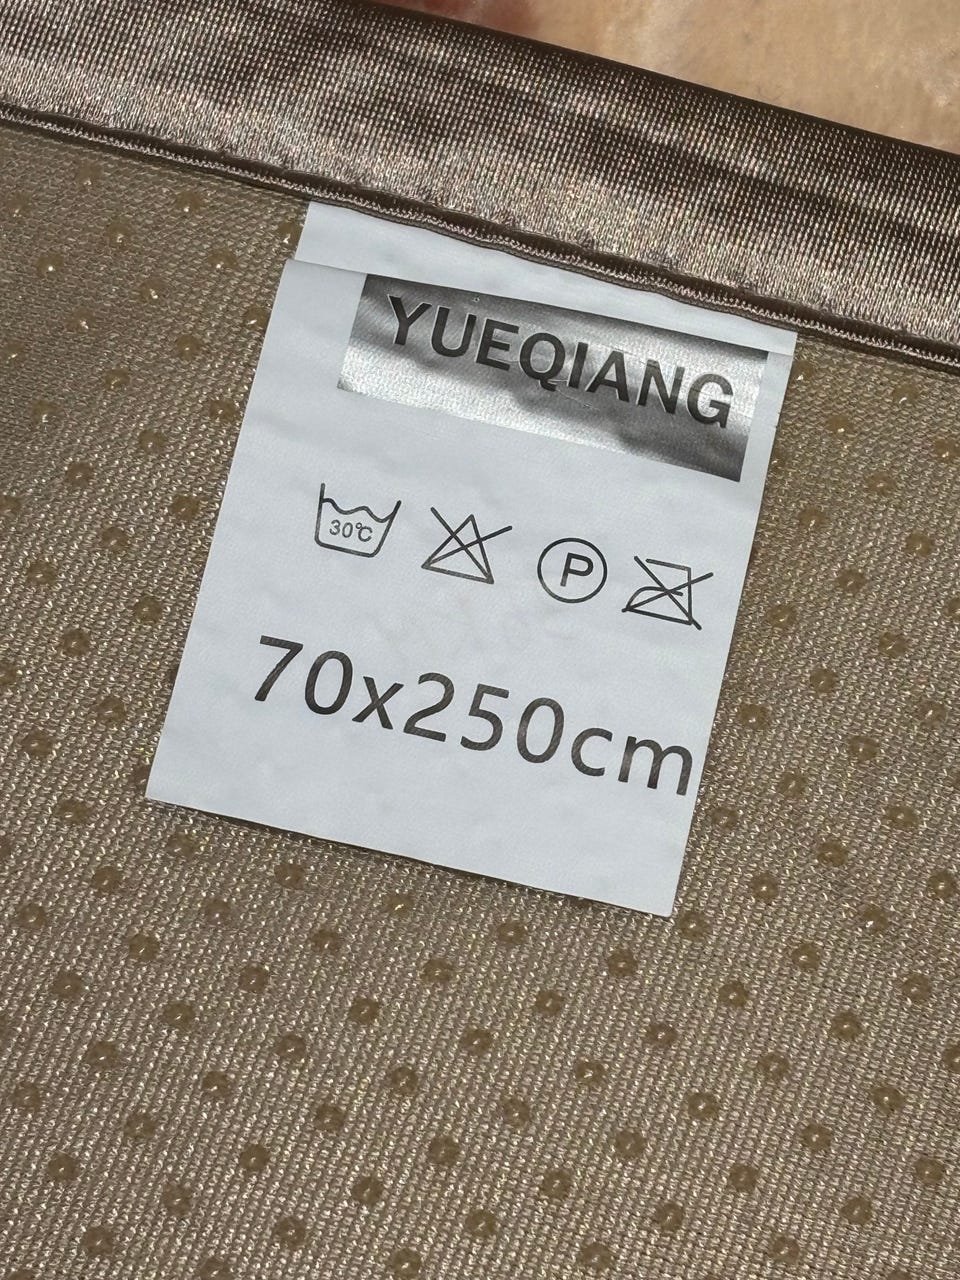 YUEQIANG
30℃ P
70x250cm